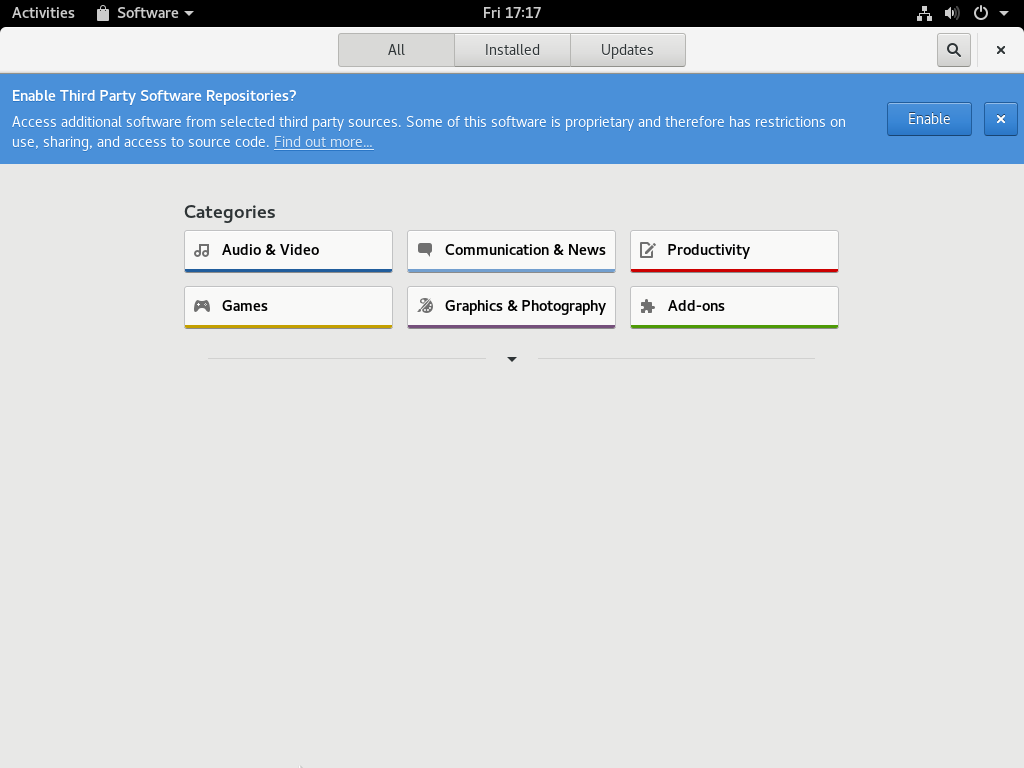 Activities Software Fri 17:17
All Installed Updates
Enable Third Party Software Repositories?
Access additional software from selected third party sources. Some of this software is proprietary and therefore has restrictions on
use, sharing, and access to source code. Find out more...
Enable
Categories
Audio & Video Communication & News Productivity
Games Graphics & Photography Add-ons